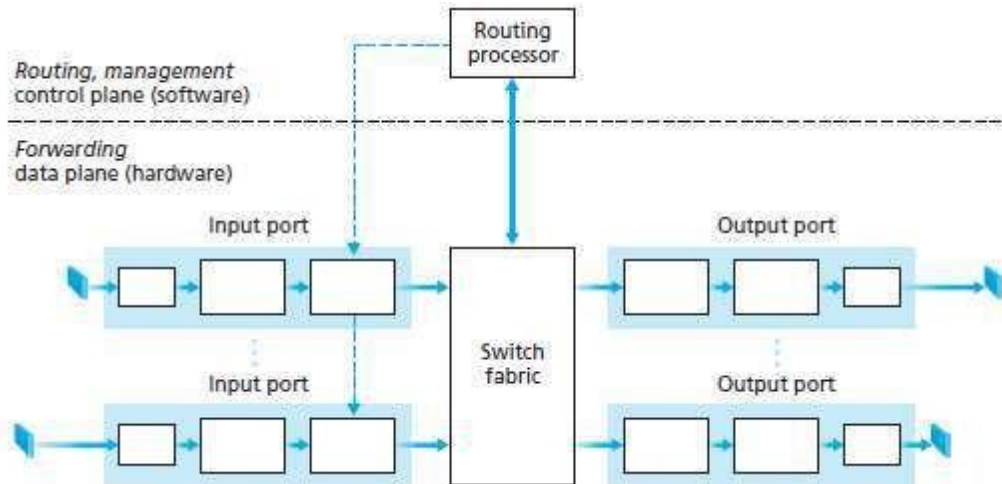 Routing
processor
Routing, management
control plane (software)
Forwarding
data plane (hardware)
Input port
Output port
Switch
fabric
Input port
Output port